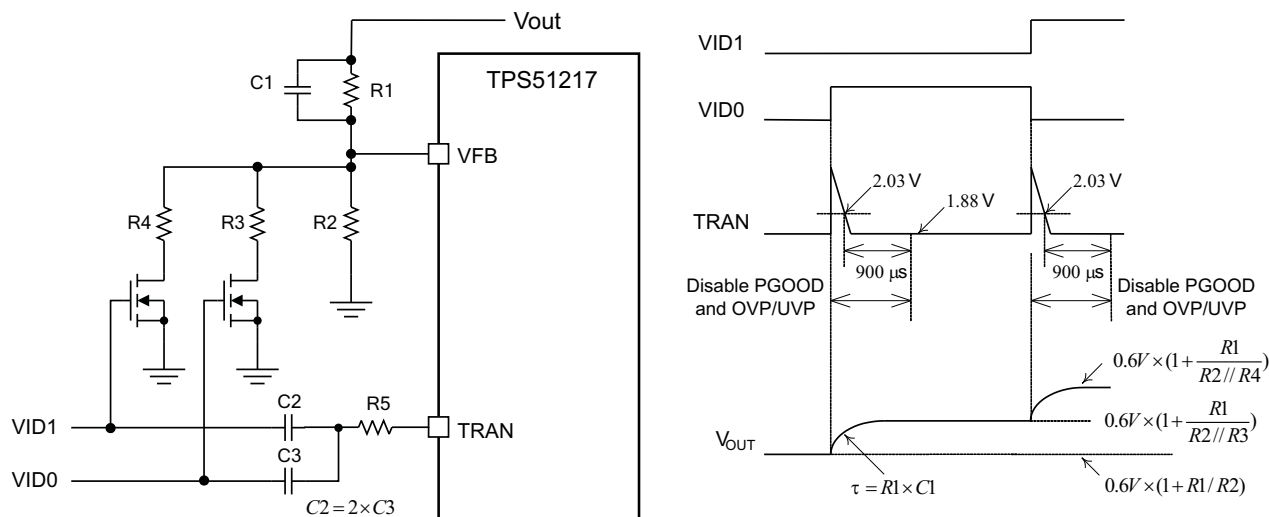 Vout
TPS51217
C1
R1
VFB
R4
R3
R2
C2
R5
VID1
TRAN
C3
VID0
C2 = 2 × C3
VID1
VID0
2.03 V
2.03 V
1.88 V
TRAN
900 μs
900 μs
Disable PGOOD
and OVP/UVP
Disable PGOOD
and OVP/UVP
0.6V × (1 + R1 / R2 // R4)
0.6V × (1 + R1 / R2 // R3)
VOUT
τ = R1 × C1
0.6V × (1 + R1 / R2)